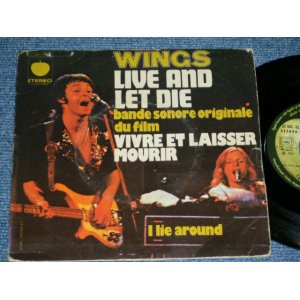 WINGS
STEREO
LIVE AND
LET DIE
bande sonore originale
du film
VIVRE ET LAISSER
MOURIR
I lie around